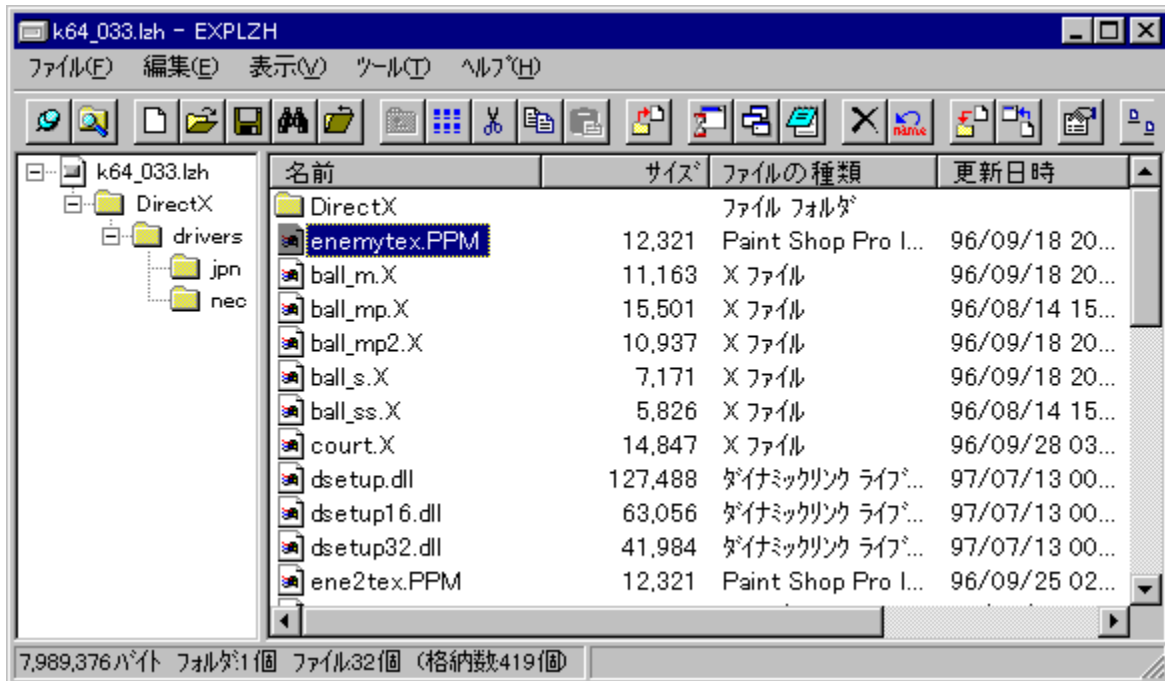 k64_033.lzh - EXPLZH
ﾌｧｲﾙ(F) 編集(E) 表示(V) ﾂｰﾙ(T) ﾍﾙﾌﾟ(H)
name
k64_033.lzh
DirectX
drivers
jpn
nec
名前 ｻｲｽﾞ ﾌｧｲﾙの種類 更新日時
DirectX ﾌｧｲﾙ ﾌｫﾙﾀﾞ
enemytex.PPM 12,321 Paint Shop Pro I... 96/09/18 20...
ball_m.X 11,163 X ﾌｧｲﾙ 96/09/18 20...
ball_mp.X 15,501 X ﾌｧｲﾙ 96/08/14 15...
ball_mp2.X 10,937 X ﾌｧｲﾙ 96/09/18 20...
ball_s.X 7,171 X ﾌｧｲﾙ 96/09/18 20...
ball_ss.X 5,826 X ﾌｧｲﾙ 96/08/14 15...
court.X 14,847 X ﾌｧｲﾙ 96/09/28 03...
dsetup.dll 127,488 ﾀﾞｲﾅﾐｯｸﾘﾝｸ ﾗｲﾌﾞ... 97/07/13 00...
dsetup16.dll 63,056 ﾀﾞｲﾅﾐｯｸﾘﾝｸ ﾗｲﾌﾞ... 97/07/13 00...
dsetup32.dll 41,984 ﾀﾞｲﾅﾐｯｸﾘﾝｸ ﾗｲﾌﾞ... 97/07/13 00...
ene2tex.PPM 12,321 Paint Shop Pro I... 96/09/25 02...
7,989,376ﾊﾞｲﾄ ﾌｫﾙﾀﾞ:1個 ﾌｧｲﾙ:32個 (格納数:419個)